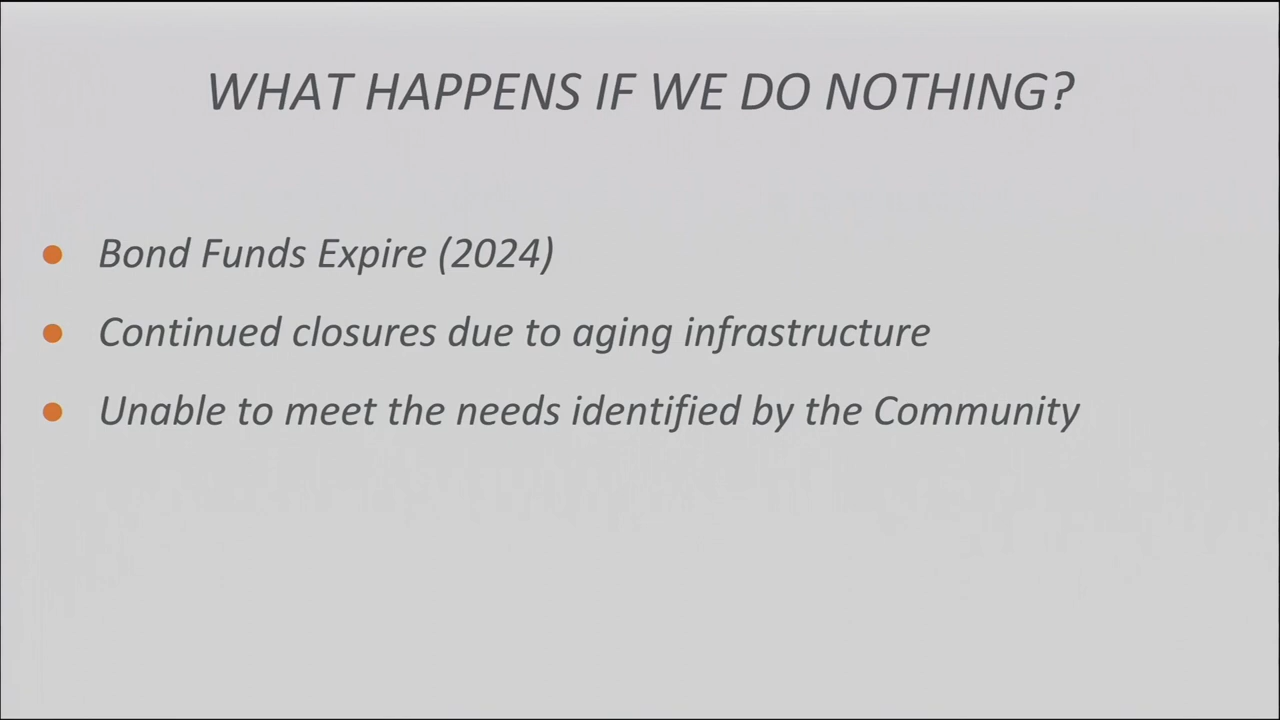 WHAT HAPPENS IF WE DO NOTHING?
Bond Funds Expire (2024)
Continued closures due to aging infrastructure
Unable to meet the needs identified by the Community